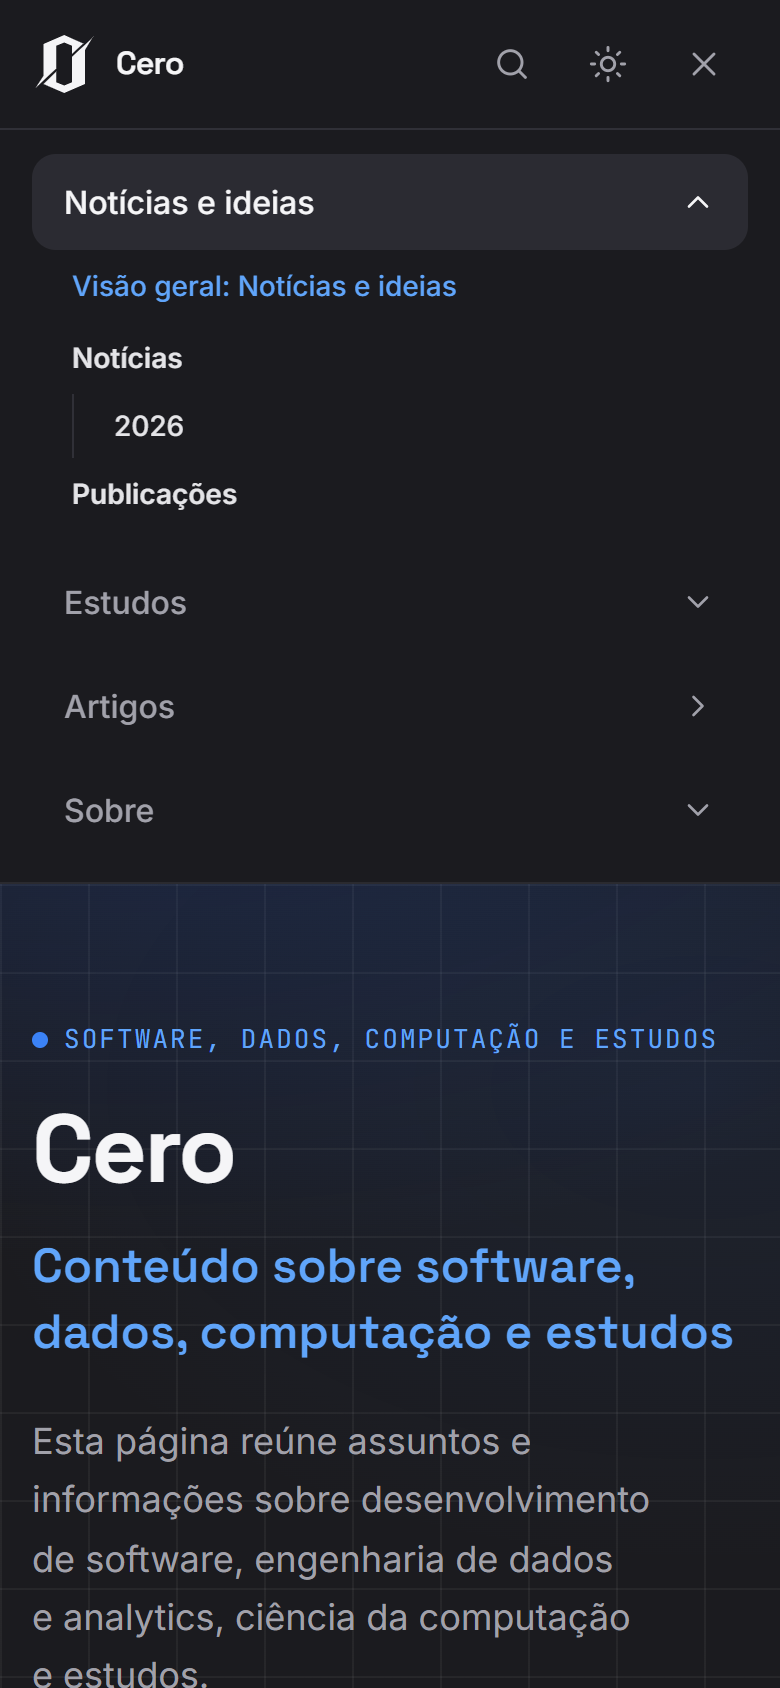 Cero
Notícias e ideias
Visão geral: Notícias e ideias
Notícias
2026
Publicações
Estudos
Artigos
Sobre
SOFTWARE, DADOS, COMPUTAÇÃO E ESTUDOS
Cero
Conteúdo sobre software,
dados, computação e estudos
Esta página reúne assuntos e
informações sobre desenvolvimento
de software, engenharia de dados
e analytics, ciência da computação
e estudos.